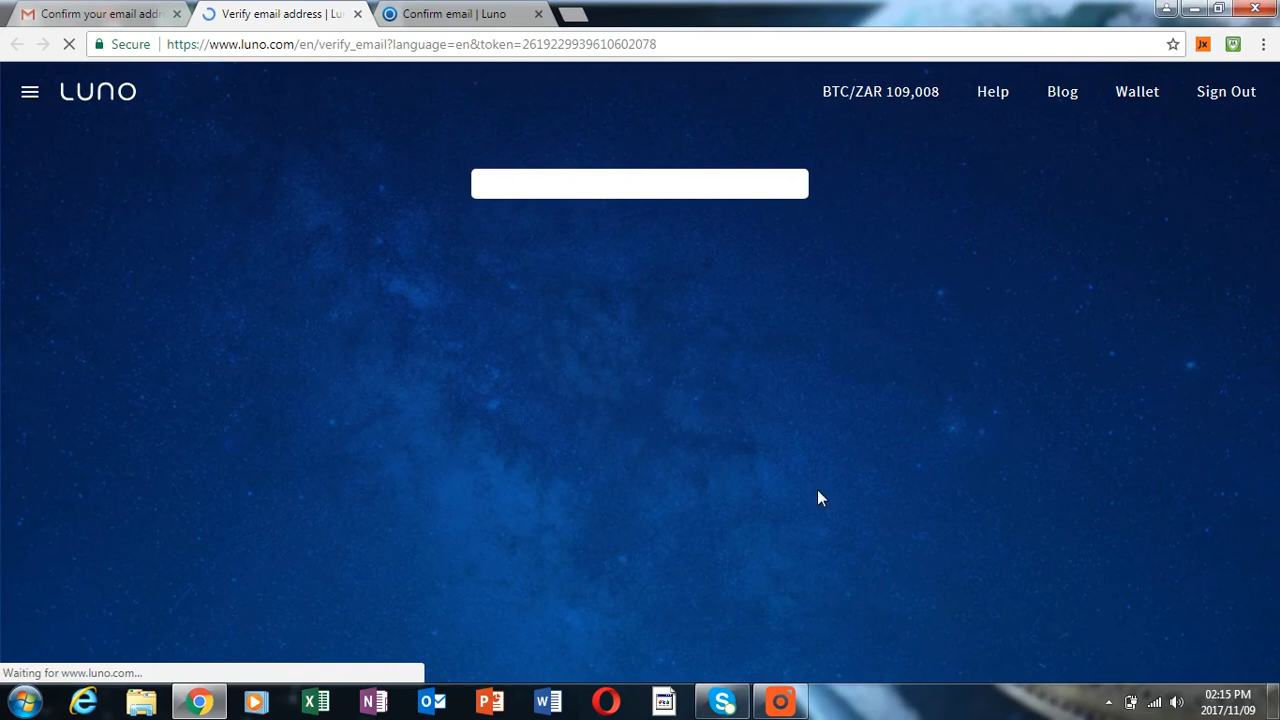 Confirm your email addr
Verify email address | Lu
Confirm email | Luno
Secure
https://www.luno.com/en/verify_email?language=en&token=2619229939610602078
Jx
LUNO
BTC/ZAR 109,008
Help
Blog
Wallet
Sign Out
Waiting for www.luno.com...
02:15 PM
2017/11/09